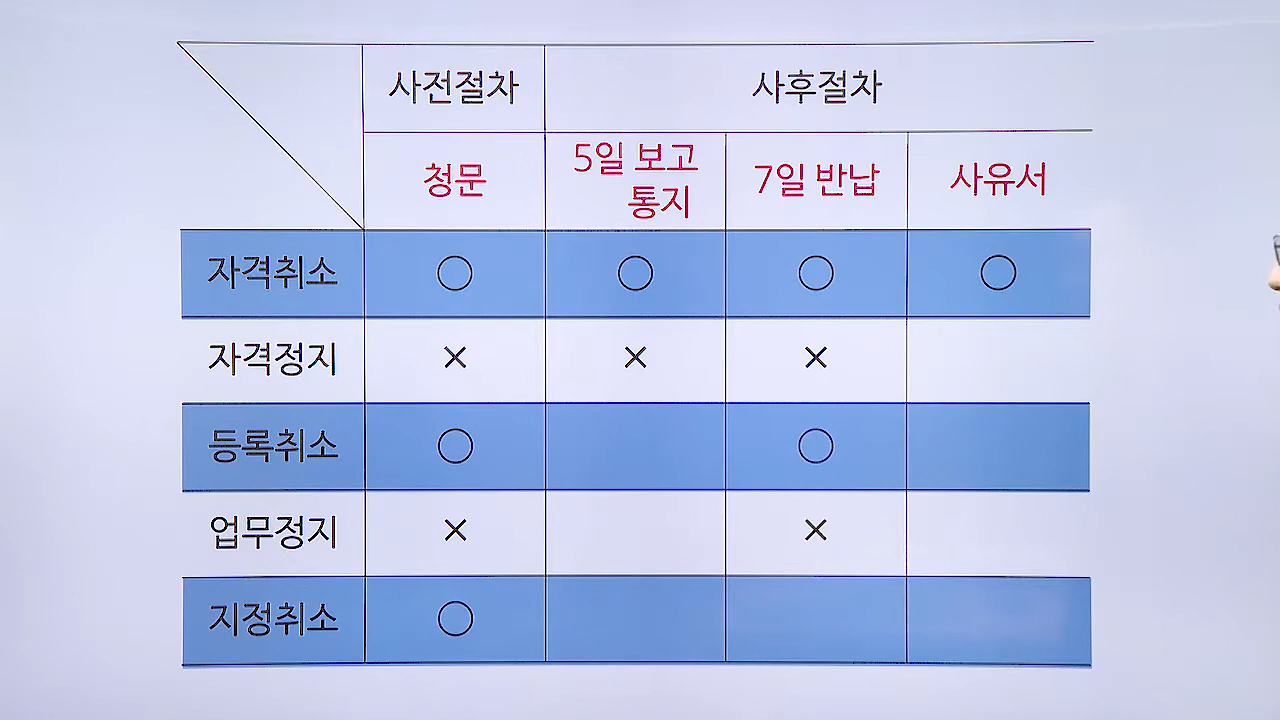 사전절차 사후절차
청문 5일 보고 통지 7일 반납 사유서
자격취소 ○ ○ ○ ○
자격정지 × × ×
등록취소 ○ ○
업무정지 × ×
지정취소 ○